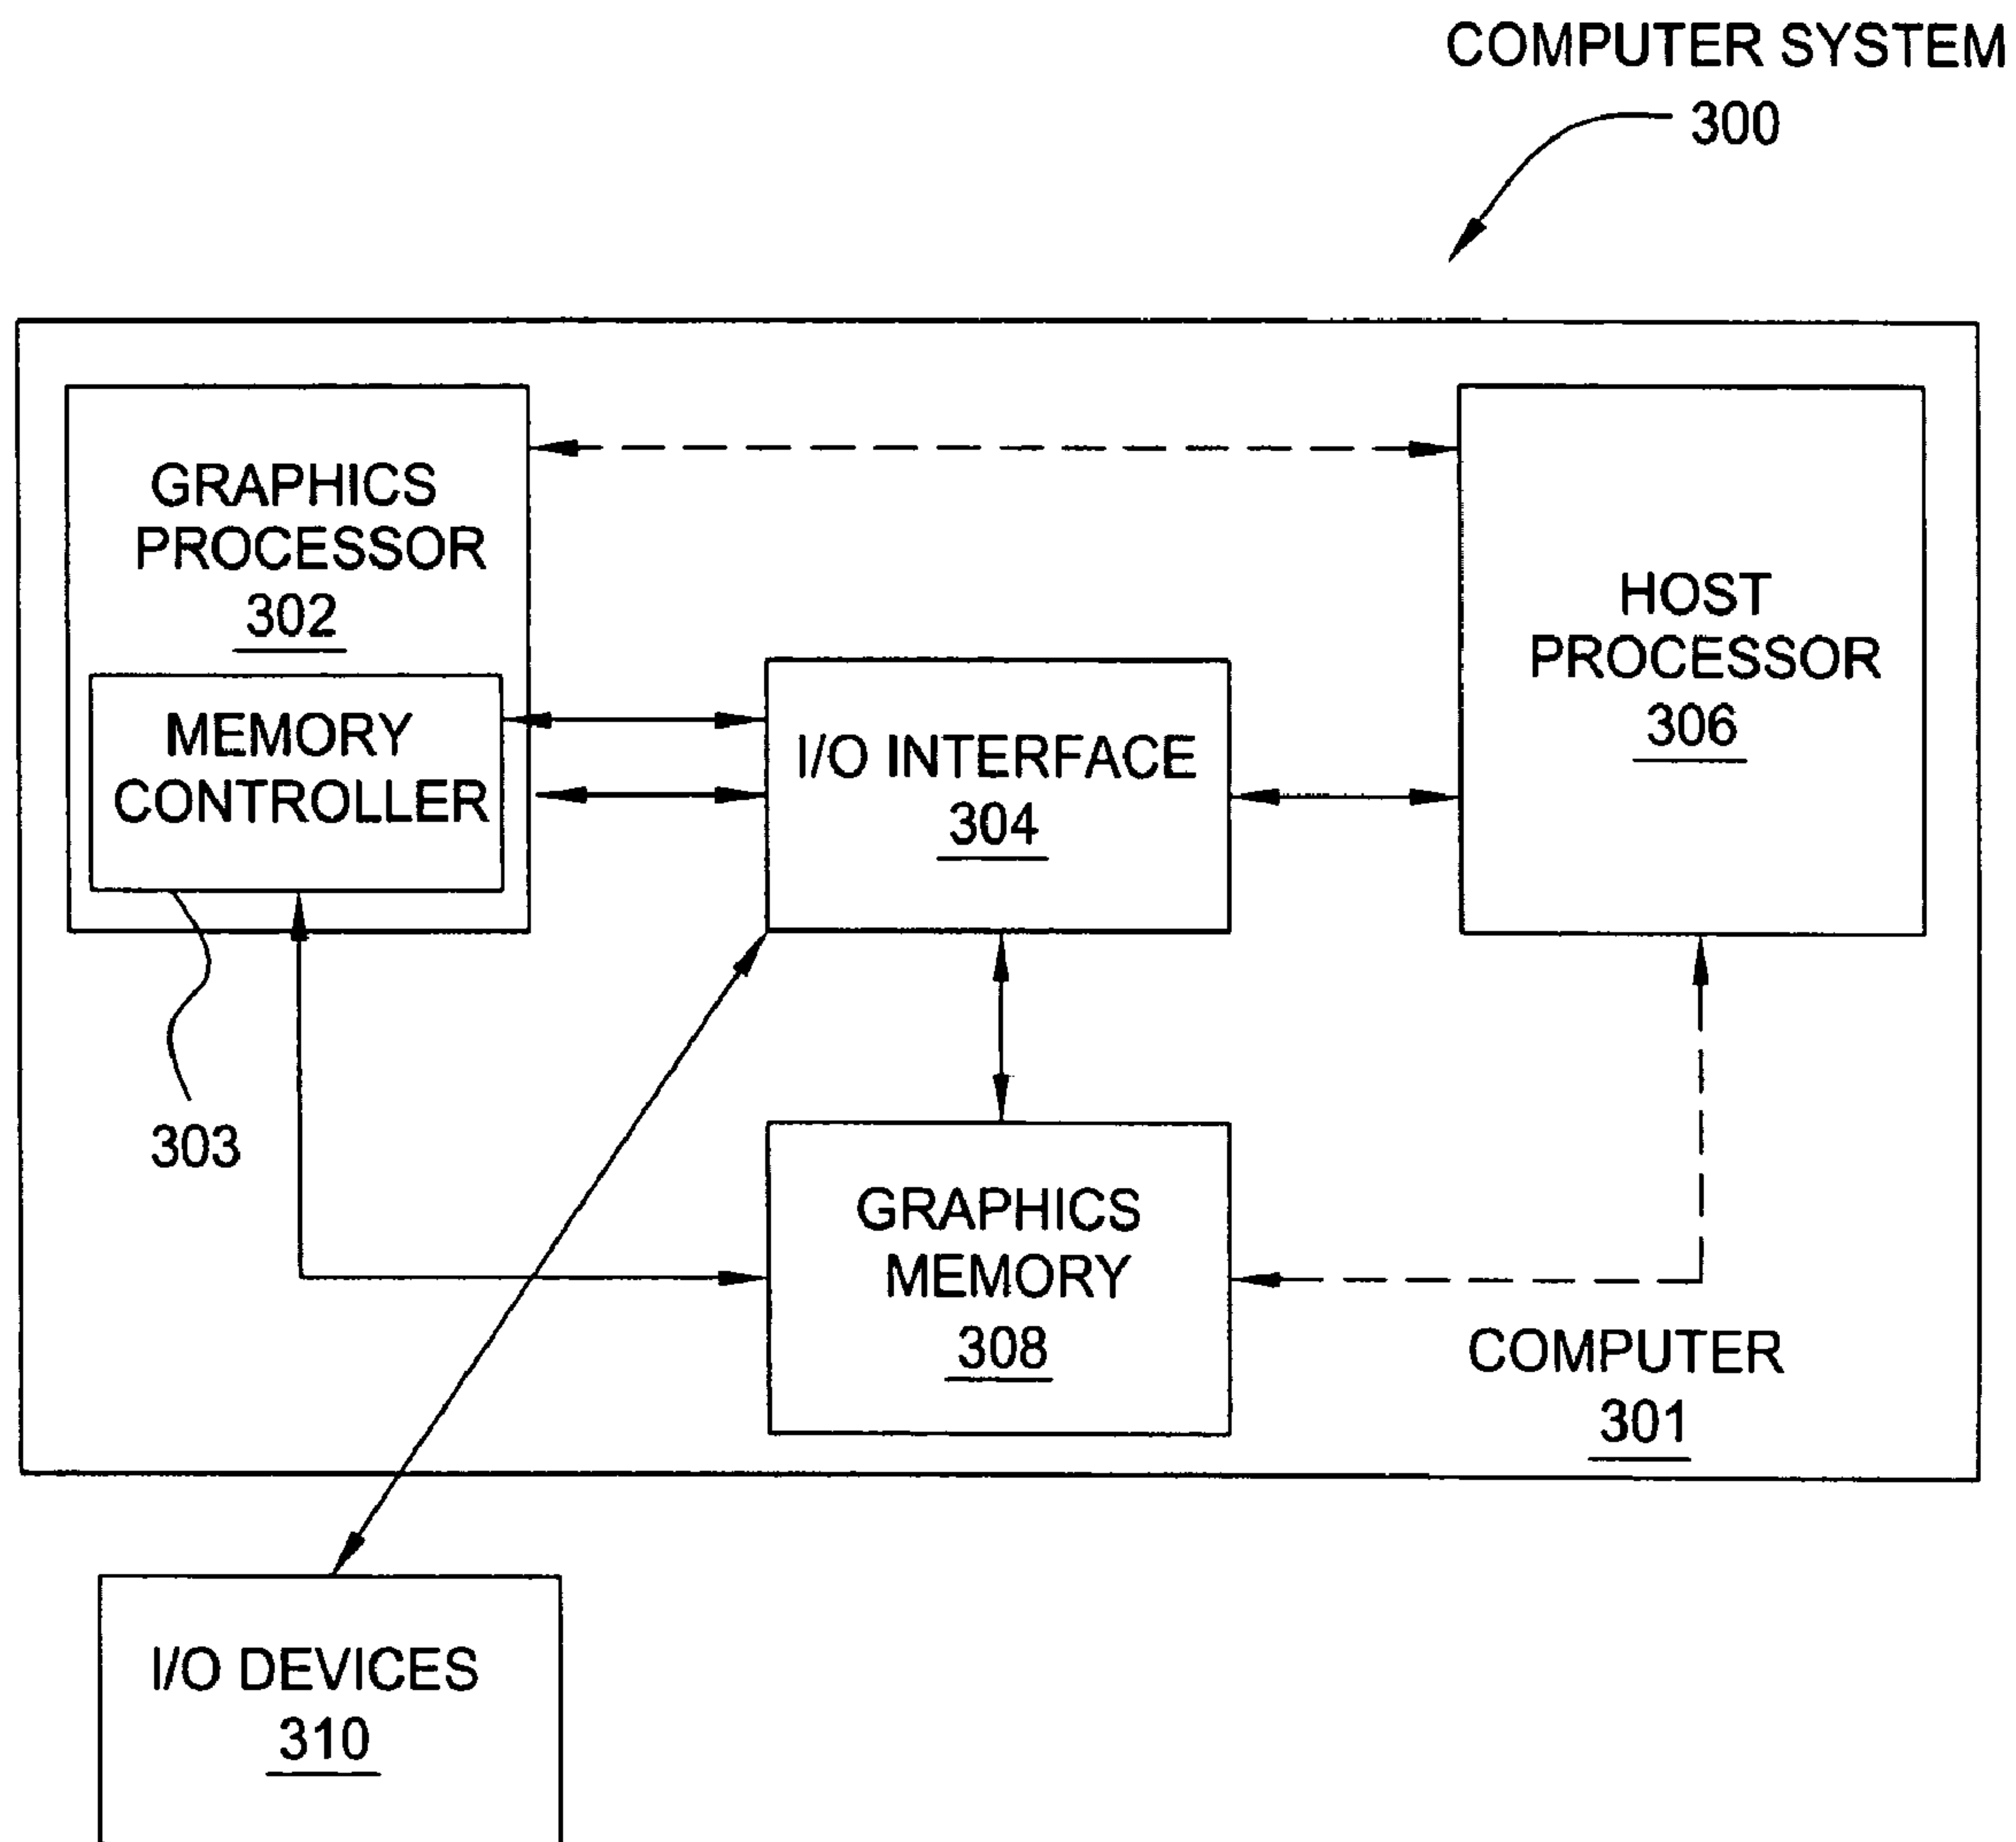 COMPUTER SYSTEM
300
GRAPHICS
PROCESSOR
302
MEMORY
CONTROLLER
303
I/O INTERFACE
304
HOST
PROCESSOR
306
GRAPHICS
MEMORY
308
COMPUTER
301
I/O DEVICES
310